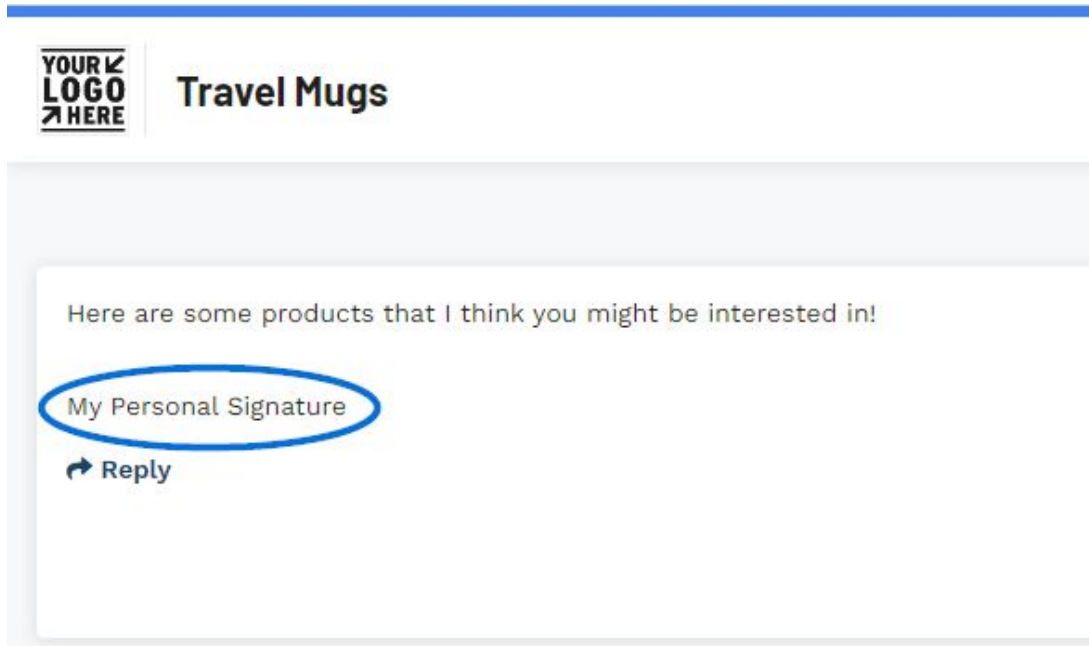 YOUR
LOGO
HERE
Travel Mugs
Here are some products that I think you might be interested in!
My Personal Signature
Reply